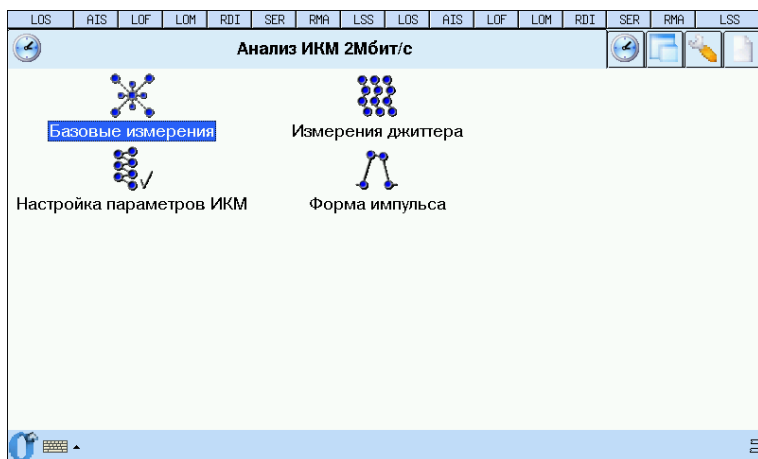 LOS AIS LOF LOM RDI SER RMA LSS LOS AIS LOF LOM RDI SER RMA LSS
Анализ ИКМ 2Мбит/с
Базовые измерения Измерения джиттера
Настройка параметров ИКМ Форма импульса